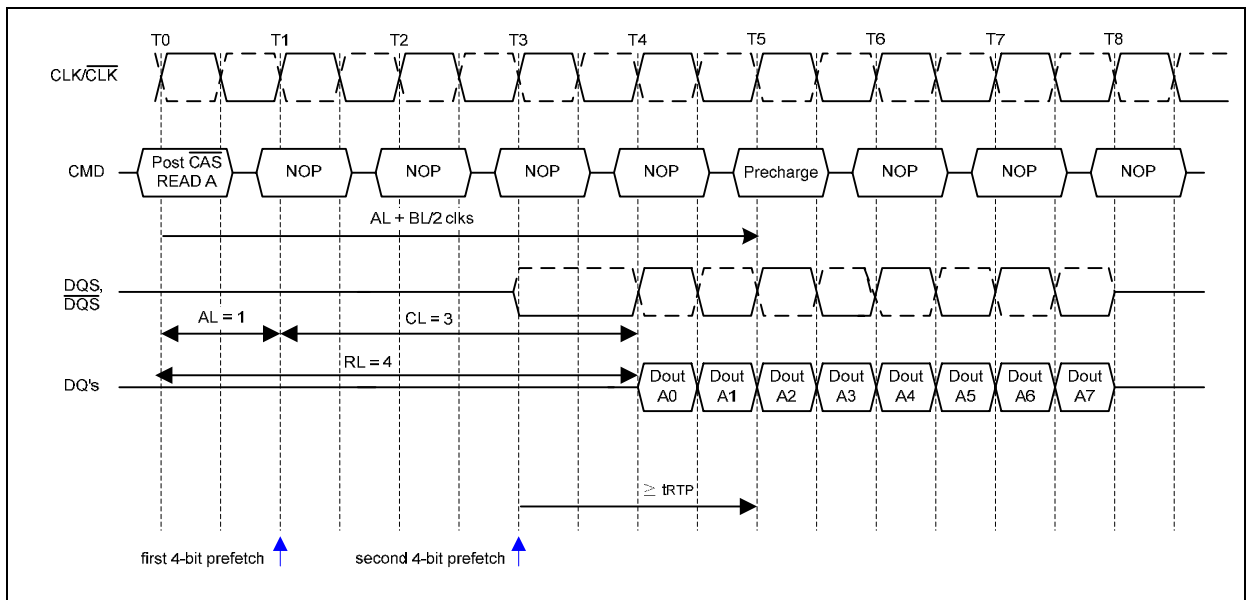 T0 T1 T2 T3 T4 T5 T6 T7 T8
CLK/CLK
CMD
Post CAS
READ A
NOP
NOP
NOP
NOP
Precharge
NOP
NOP
NOP
AL + BL/2 clks
DQS,
DQS
AL = 1
CL = 3
RL = 4
DQ's
Dout
A0
Dout
A1
Dout
A2
Dout
A3
Dout
A4
Dout
A5
Dout
A6
Dout
A7
≥ tRTP
first 4-bit prefetch
second 4-bit prefetch